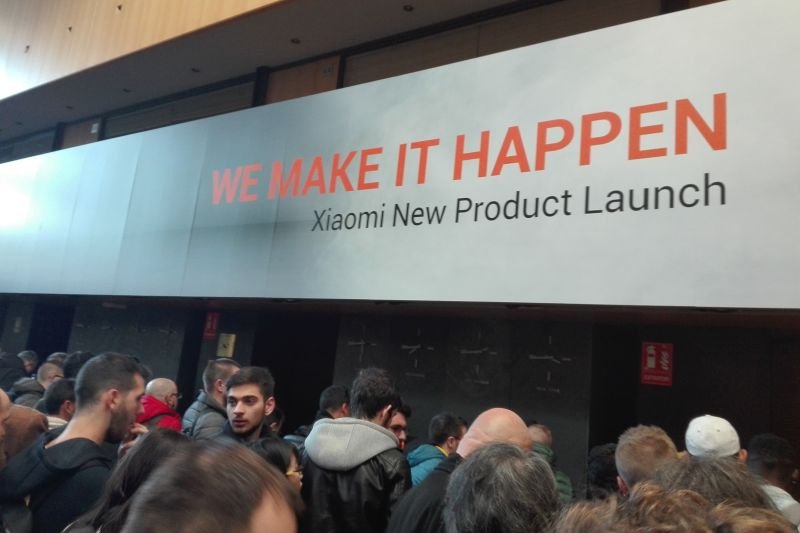 WE MAKE IT HAPPEN
Xiaomi New Product Launch